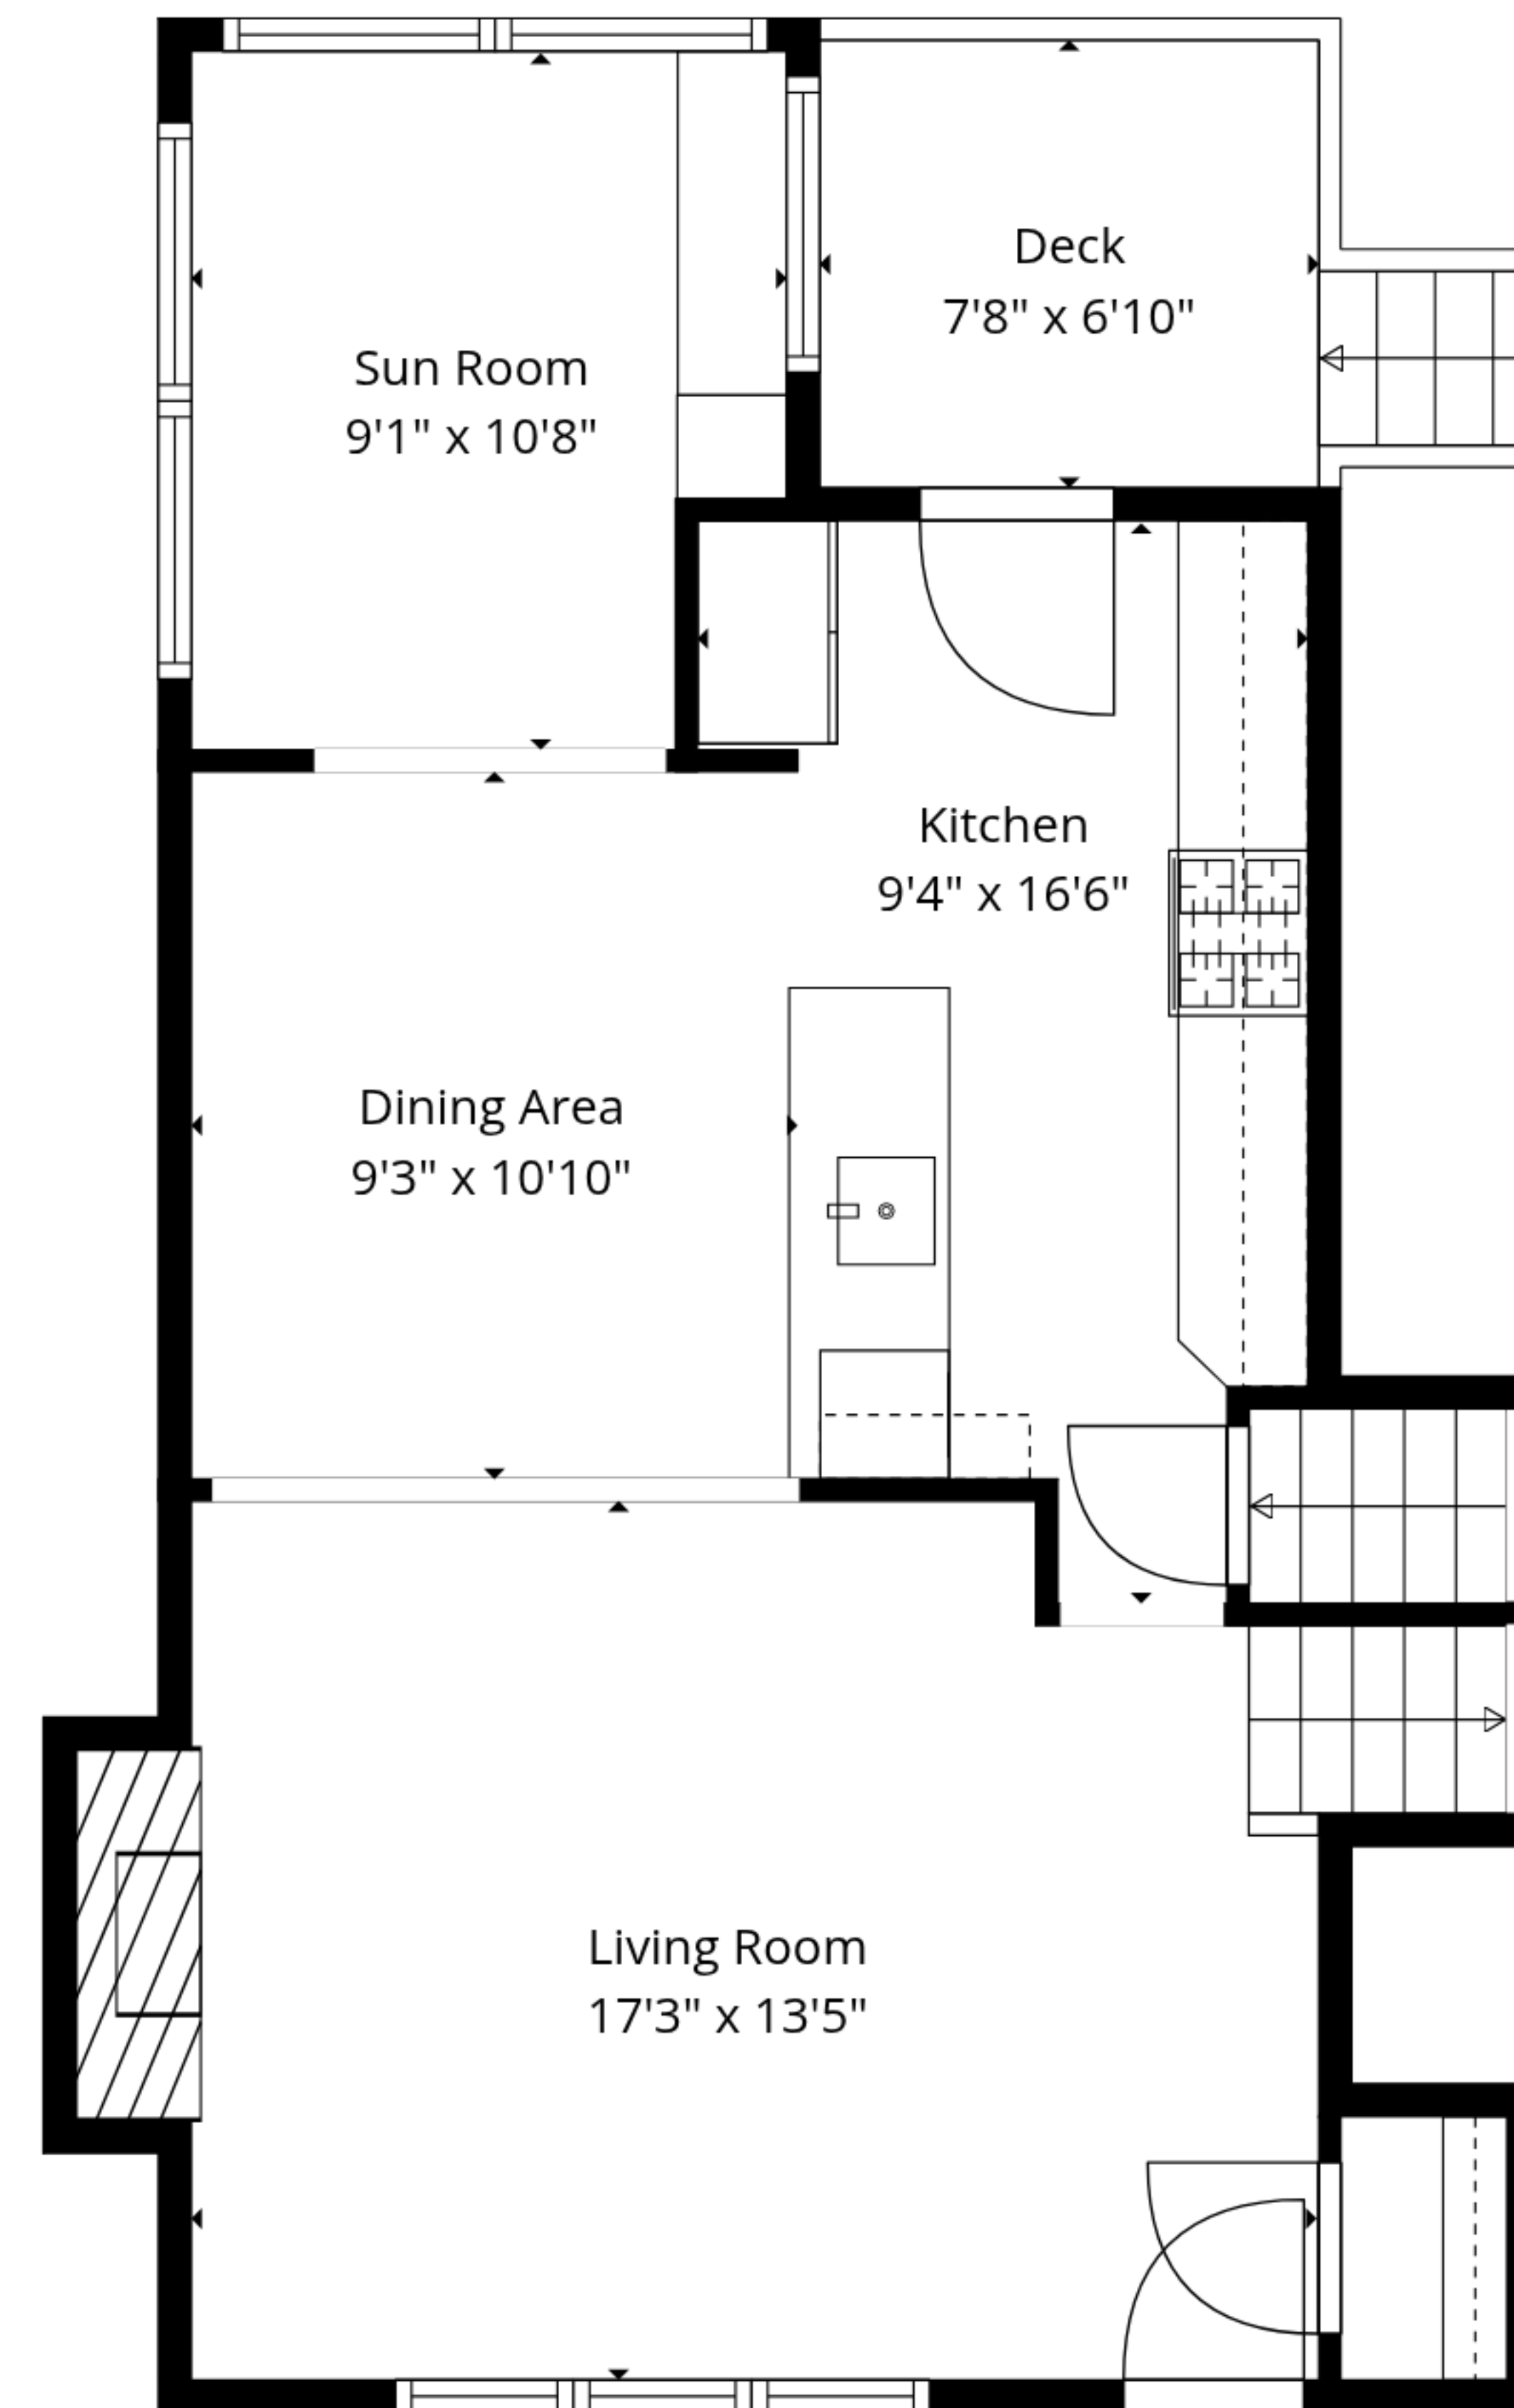 Deck
7'8" x 6'10"
Sun Room
9'1" x 10'8"
Kitchen
9'4" x 16'6"
Dining Area
9'3" x 10'10"
Living Room
17'3" x 13'5"